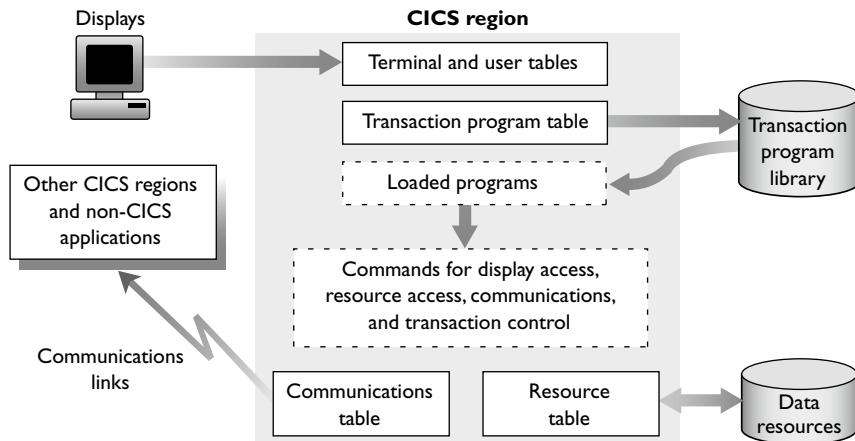 Displays
CICS region
Terminal and user tables
Transaction program table
Transaction
program
library
Loaded programs
Other CICS regions
and non-CICS
applications
Commands for display access,
resource access, communications,
and transaction control
Communications
links
Communications
table
Resource
table
Data
resources